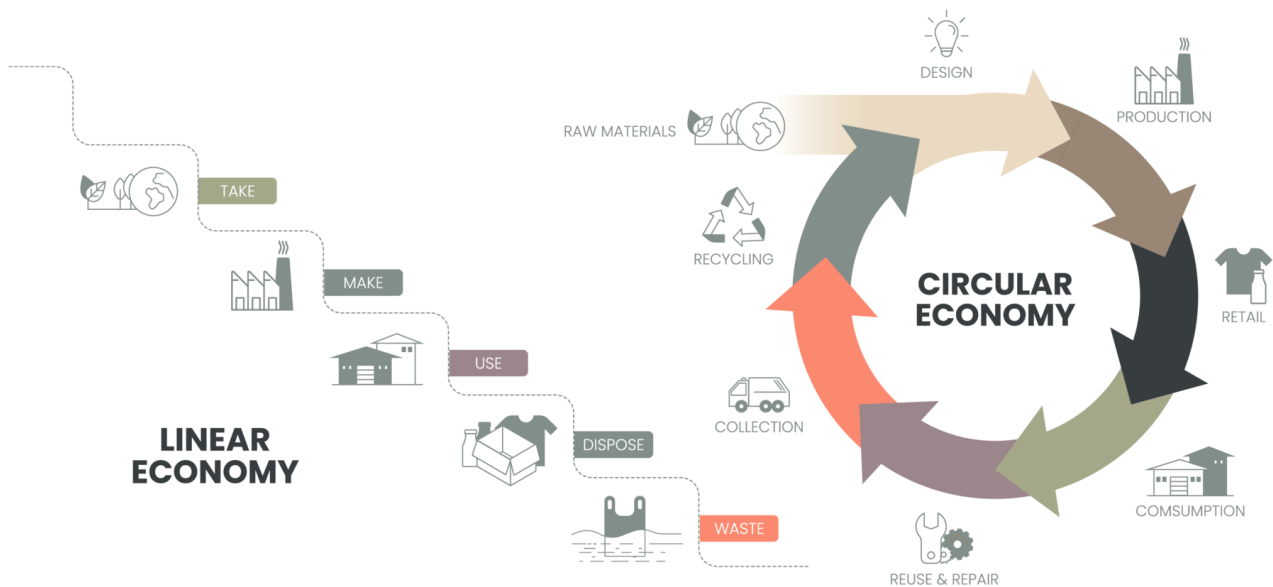 TAKE
MAKE
USE
DISPOSE
WASTE
LINEAR
ECONOMY
RAW MATERIALS
DESIGN
PRODUCTION
RETAIL
COMSUMPTION
REUSE & REPAIR
COLLECTION
RECYCLING
CIRCULAR
ECONOMY